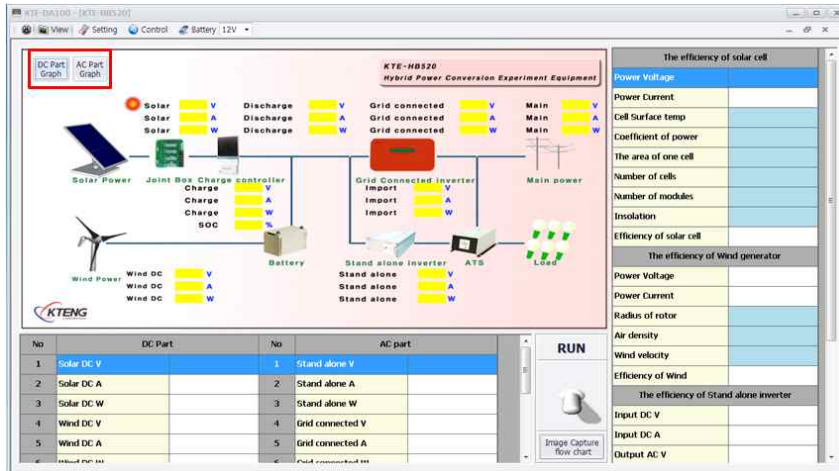 KTE-DA100 - [KTE-HB520]
View Setting Control Battery 12V
DC Part Graph AC Part Graph
KTE-HB520
Hybrid Power Conversion Experiment Equipment
Solar V Discharge V Grid connected V Main V
Solar A Discharge A Grid connected A Main A
Solar W Discharge W Grid connected W Main W
Solar Power Joint Box Charge controller Grid Connected inverter Main power
Charge V Import V
Charge A Import A
Charge W Import W
SOC %
Battery Stand alone inverter ATS Load
Wind Power
Wind DC V Stand alone V
Wind DC A Stand alone A
Wind DC W Stand alone W
KTENG
No DC Part No AC part
1 Solar DC V 1 Stand alone V
2 Solar DC A 2 Stand alone A
3 Solar DC W 3 Stand alone W
4 Wind DC V 4 Grid connected V
5 Wind DC A 5 Grid connected A
6 Wind DC W 6 Grid connected W
RUN
Image Capture
flow chart
The efficiency of solar cell
Power Voltage
Power Current
Cell Surface temp
Coefficient of power
The area of one cell
Number of cells
Number of modules
Insolation
Efficiency of solar cell
The efficiency of Wind generator
Power Voltage
Power Current
Radius of rotor
Air density
Wind velocity
Efficiency of Wind
The efficiency of Stand alone inverter
Input DC V
Input DC A
Output AC V